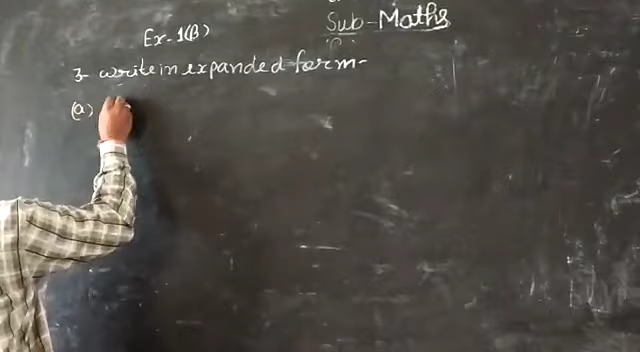 Sub-Maths
Ex-1(B)
3- write in expanded form-
(a)